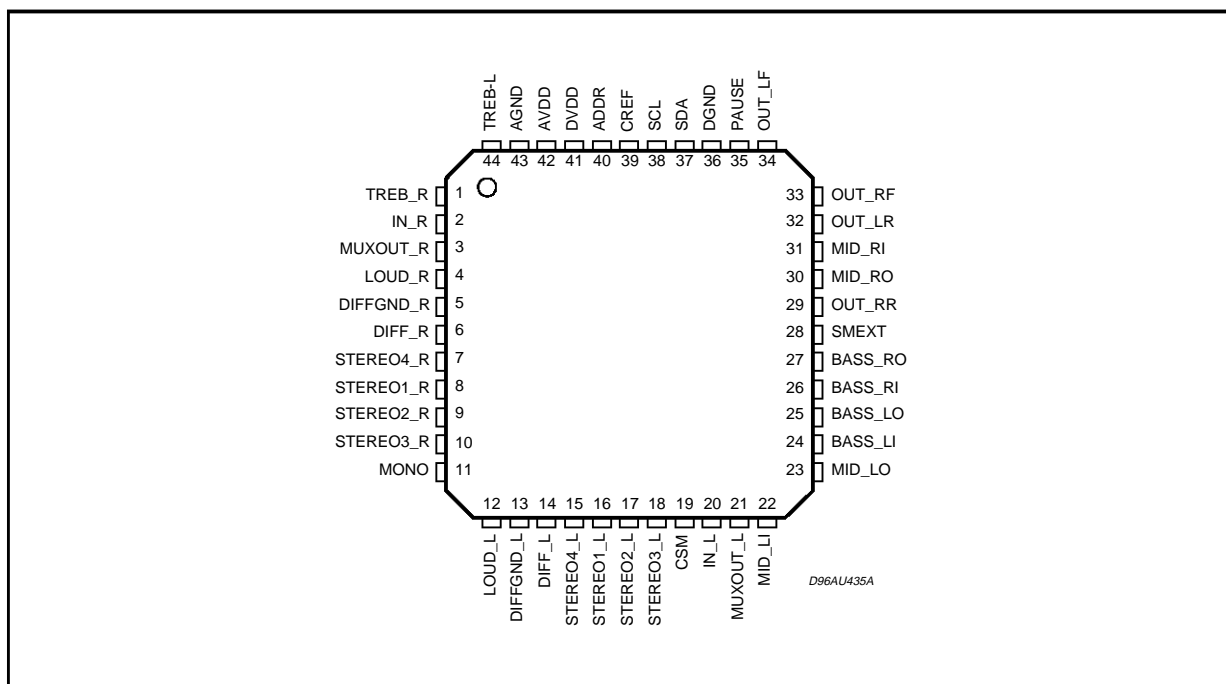 TREB-L
AGND
AVDD
DVDD
ADDR
CREF
SCL
SDA
DGND
PAUSE
OUT_LF
44 43 42 41 40 39 38 37 36 35 34
TREB_R 1 33 OUT_RF
IN_R 2 32 OUT_LR
MUXOUT_R 3 31 MID_RI
LOUD_R 4 30 MID_RO
DIFFGND_R 5 29 OUT_RR
DIFF_R 6 28 SMEXT
STEREO4_R 7 27 BASS_RO
STEREO1_R 8 26 BASS_RI
STEREO2_R 9 25 BASS_LO
STEREO3_R 10 24 BASS_LI
MONO 11 23 MID_LO
12 13 14 15 16 17 18 19 20 21 22
LOUD_L
DIFFGND_L
DIFF_L
STEREO4_L
STEREO1_L
STEREO2_L
STEREO3_L
CSM
IN_L
MUXOUT_L
MID_LI
D96AU435A